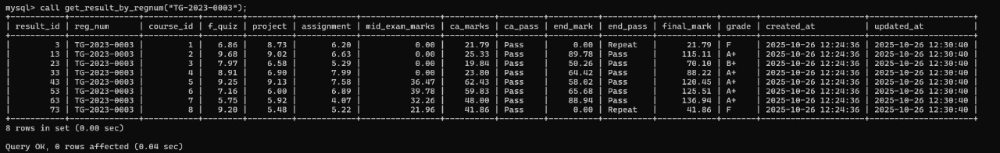 mysql> call get_result_by_regnum("TG-2023-0003");
| result_id | reg_num | course_id | f_quiz | project | assignment | mid_exam_marks | ca_marks | ca_pass | end_mark | end_pass | final_mark | grade | created_at | updated_at |
| 3 | TG-2023-0003 | 1 | 6.86 | 8.73 | 6.20 | 0.00 | 21.79 | Pass | 0.00 | Repeat | 21.79 | F | 2025-10-26 12:24:36 | 2025-10-26 12:30:40 |
| 13 | TG-2023-0003 | 2 | 9.68 | 9.02 | 6.63 | 0.00 | 25.33 | Pass | 89.78 | Pass | 115.11 | A+ | 2025-10-26 12:24:36 | 2025-10-26 12:30:40 |
| 23 | TG-2023-0003 | 3 | 7.97 | 6.58 | 5.29 | 0.00 | 19.84 | Pass | 50.26 | Pass | 70.10 | B+ | 2025-10-26 12:24:36 | 2025-10-26 12:30:40 |
| 33 | TG-2023-0003 | 4 | 8.91 | 6.90 | 7.99 | 0.00 | 23.80 | Pass | 64.42 | Pass | 88.22 | A+ | 2025-10-26 12:24:36 | 2025-10-26 12:30:40 |
| 43 | TG-2023-0003 | 5 | 9.25 | 9.13 | 7.58 | 36.47 | 62.43 | Pass | 58.02 | Pass | 120.45 | A+ | 2025-10-26 12:24:36 | 2025-10-26 12:30:40 |
| 53 | TG-2023-0003 | 6 | 7.16 | 6.00 | 6.89 | 39.78 | 59.83 | Pass | 65.68 | Pass | 125.51 | A+ | 2025-10-26 12:24:36 | 2025-10-26 12:30:40 |
| 63 | TG-2023-0003 | 7 | 5.75 | 5.92 | 4.07 | 32.26 | 48.00 | Pass | 88.94 | Pass | 136.94 | A+ | 2025-10-26 12:24:36 | 2025-10-26 12:30:40 |
| 73 | TG-2023-0003 | 8 | 9.20 | 5.48 | 5.22 | 21.96 | 41.86 | Pass | 0.00 | Repeat | 41.86 | F | 2025-10-26 12:24:36 | 2025-10-26 12:30:40 |
8 rows in set (0.00 sec)
Query OK, 0 rows affected (0.04 sec)